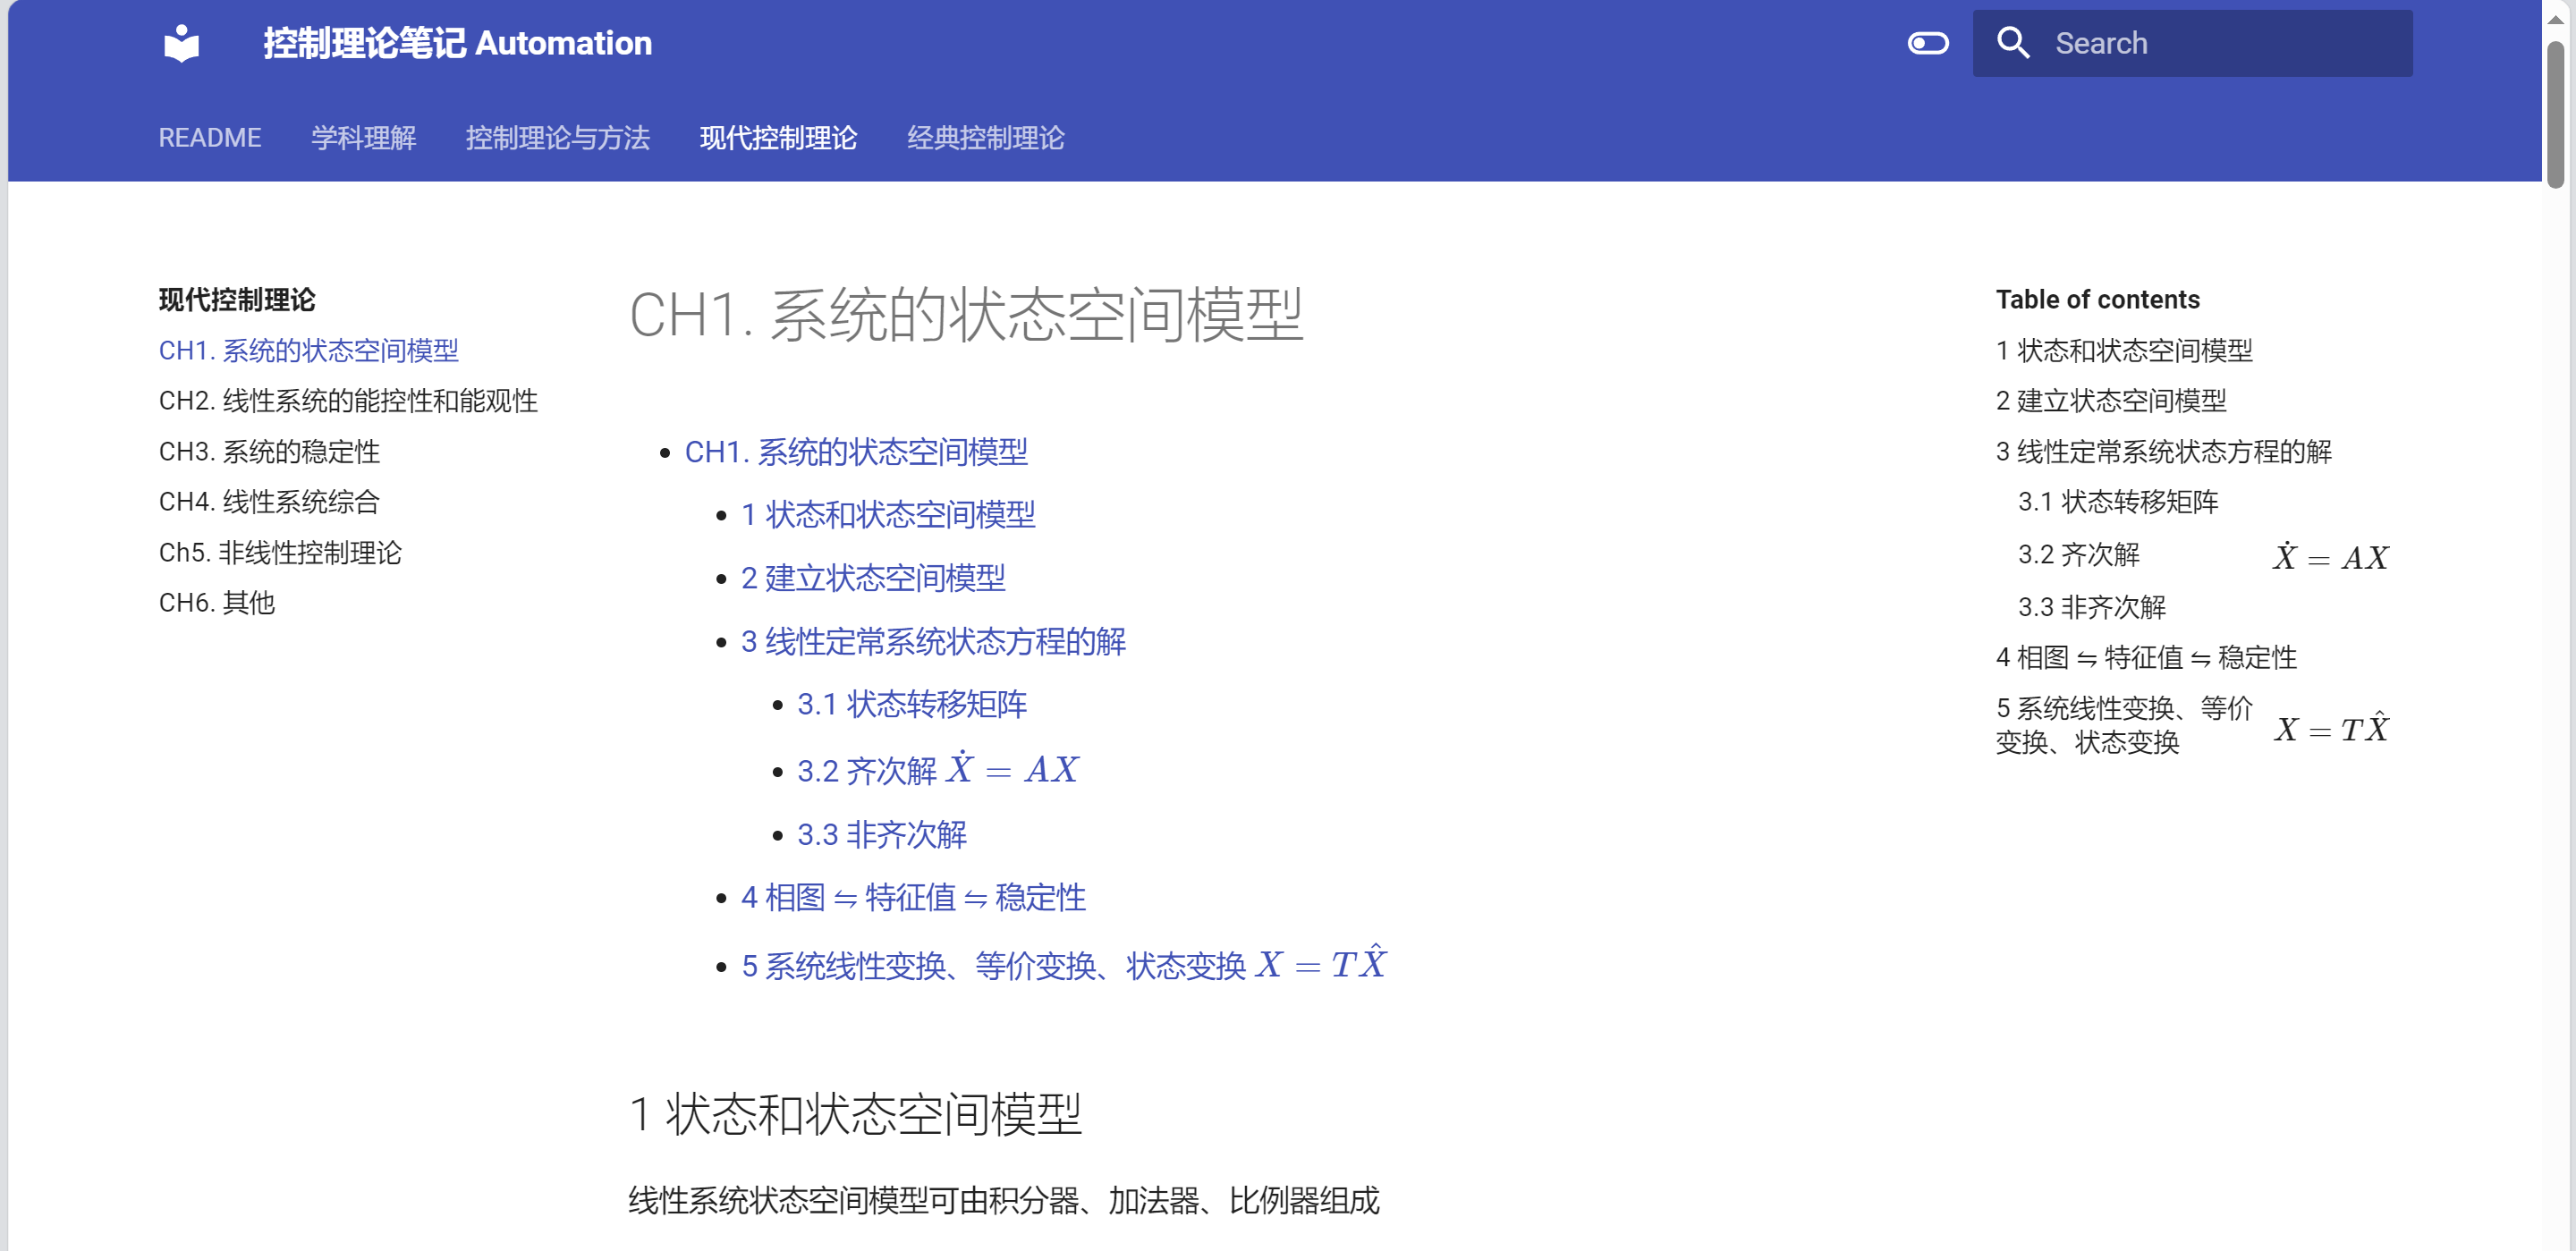 控制理论笔记 Automation
Search
README 学科理解 控制理论与方法 现代控制理论 经典控制理论
现代控制理论
CH1. 系统的状态空间模型
CH2. 线性系统的能控性和能观性
CH3. 系统的稳定性
CH4. 线性系统综合
Ch5. 非线性控制理论
CH6. 其他
CH1. 系统的状态空间模型
CH1. 系统的状态空间模型
1 状态和状态空间模型
2 建立状态空间模型
3 线性定常系统状态方程的解
3.1 状态转移矩阵
3.2 齐次解 Ẋ = AX
3.3 非齐次解
4 相图 ⇋ 特征值 ⇋ 稳定性
5 系统线性变换、等价变换、状态变换 X = TX̂
1 状态和状态空间模型
线性系统状态空间模型可由积分器、加法器、比例器组成
Table of contents
1 状态和状态空间模型
2 建立状态空间模型
3 线性定常系统状态方程的解
3.1 状态转移矩阵
3.2 齐次解 Ẋ = AX
3.3 非齐次解
4 相图 ⇋ 特征值 ⇋ 稳定性
5 系统线性变换、等价
变换、状态变换 X = TX̂